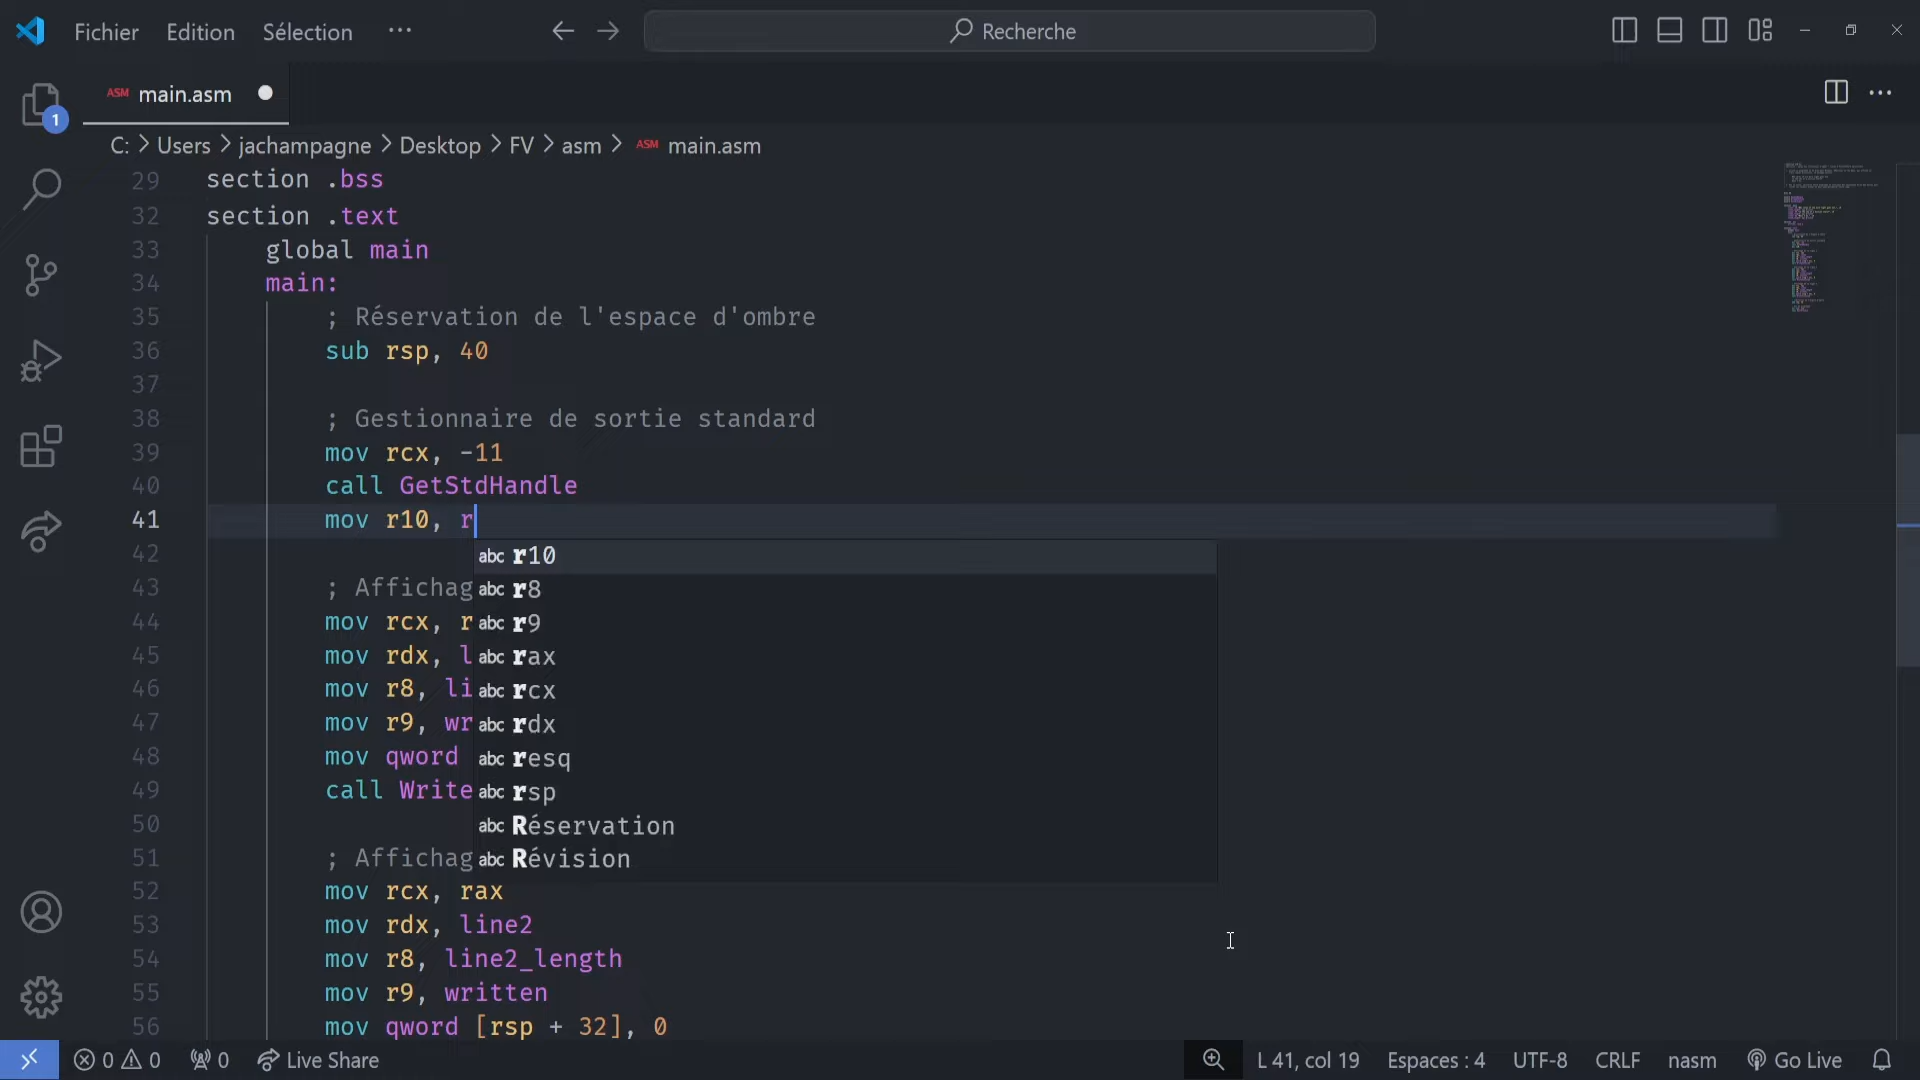 Fichier Edition Sélection ··· Recherche
ASM main.asm
1
C: > Users > jachampagne > Desktop > FV > asm > ASM main.asm
29 section .bss
32 section .text
33 global main
34 main:
35 ; Réservation de l'espace d'ombre
36 sub rsp, 40
37
38 ; Gestionnaire de sortie standard
39 mov rcx, -11
40 call GetStdHandle
41 mov r10, r
42 abc r10
43 ; Affichag abc r8
44 mov rcx, r abc r9
45 mov rdx, l abc rax
46 mov r8, li abc rcx
47 mov r9, wr abc rdx
48 mov qword abc resq
49 call Write abc rsp
50 abc Réservation
51 ; Affichag abc Révision
52 mov rcx, rax
53 mov rdx, line2
54 mov r8, line2_length
55 mov r9, written
56 mov qword [rsp + 32], 0
0 0 0 Live Share L 41, col 19 Espaces : 4 UTF-8 CRLF nasm Go Live